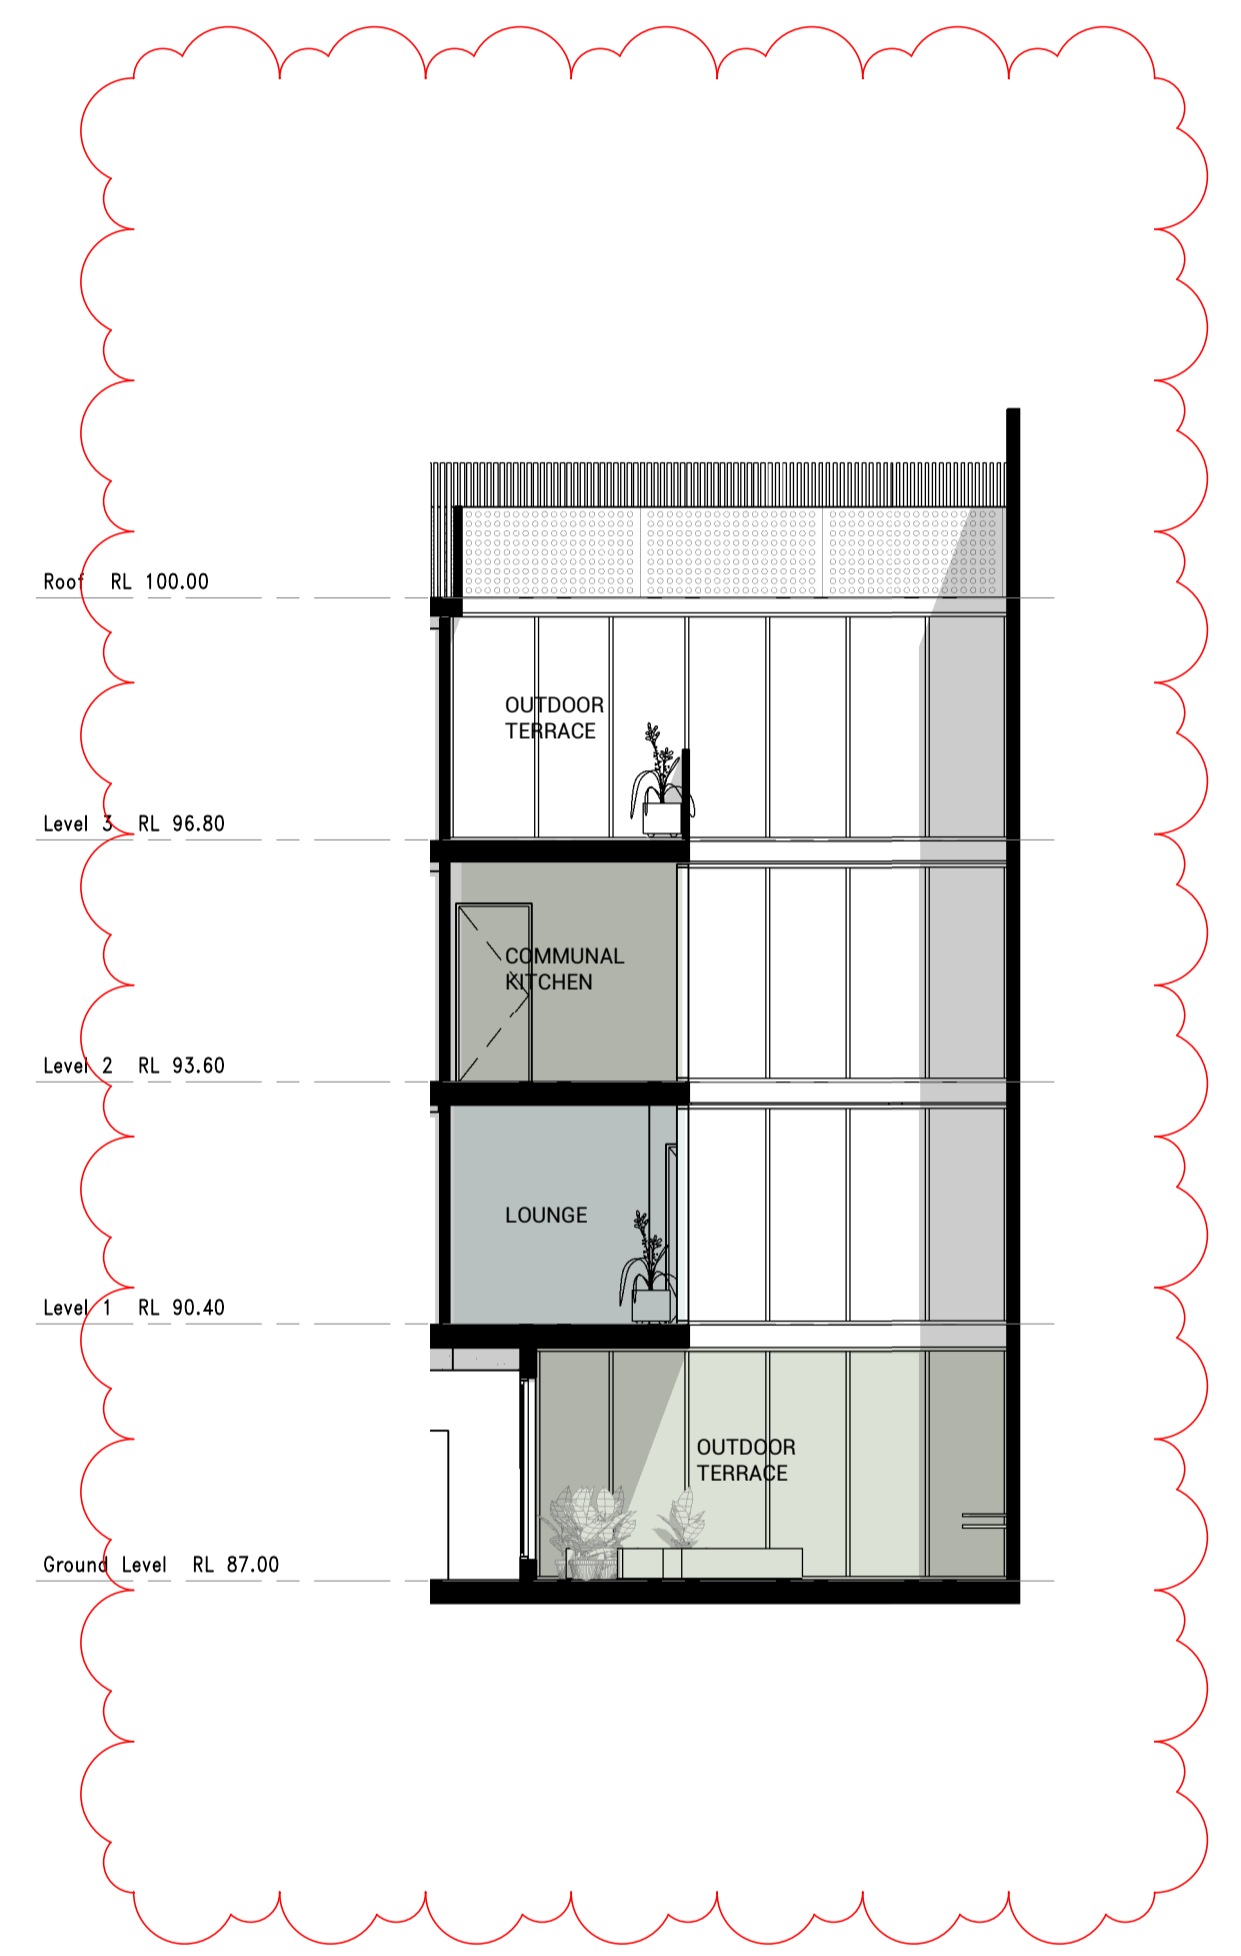 Roof RL 100.00
OUTDOOR
TERRACE
Level 3 RL 96.80
COMMUNAL
KITCHEN
Level 2 RL 93.60
LOUNGE
Level 1 RL 90.40
OUTDOOR
TERRACE
Ground Level RL 87.00